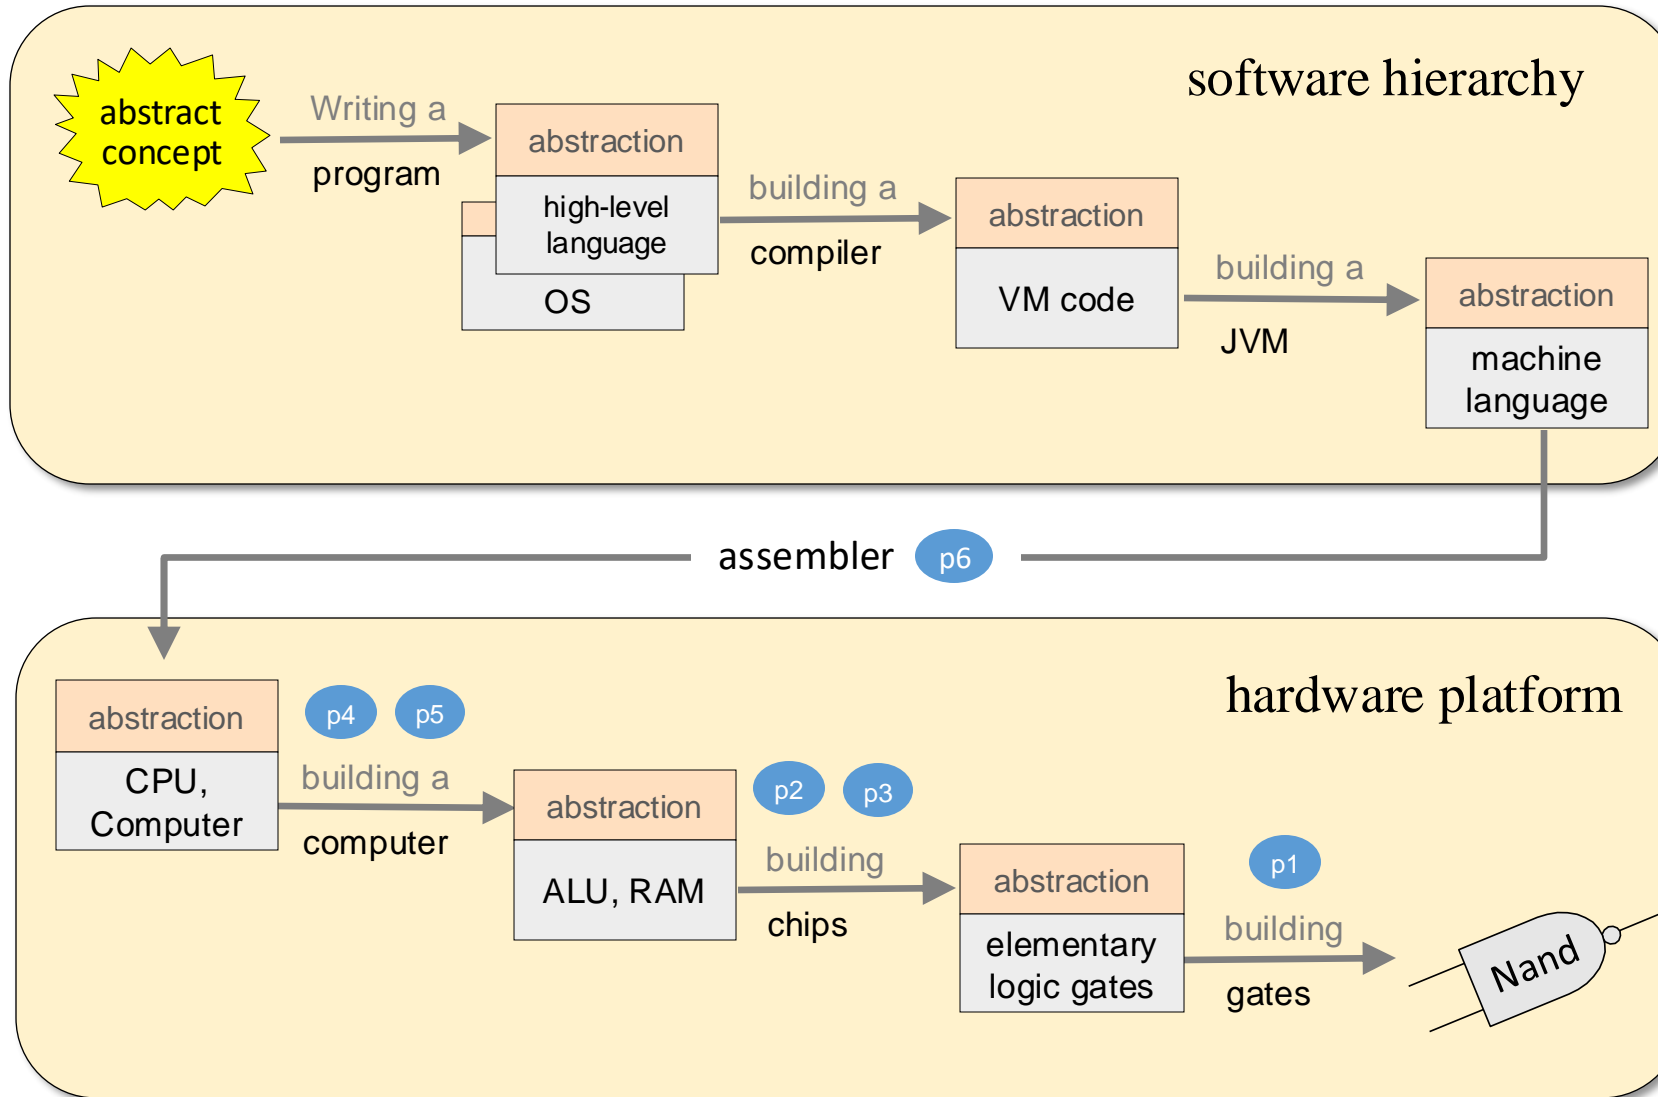 software hierarchy
abstract
concept
Writing a
program
abstraction
high-level
language
OS
building a
compiler
abstraction
VM code
building a
JVM
abstraction
machine
language
assembler
p6
hardware platform
abstraction
CPU,
Computer
p4
p5
building a
computer
abstraction
ALU, RAM
p2
p3
building
chips
abstraction
elementary
logic gates
p1
building
gates
Nand